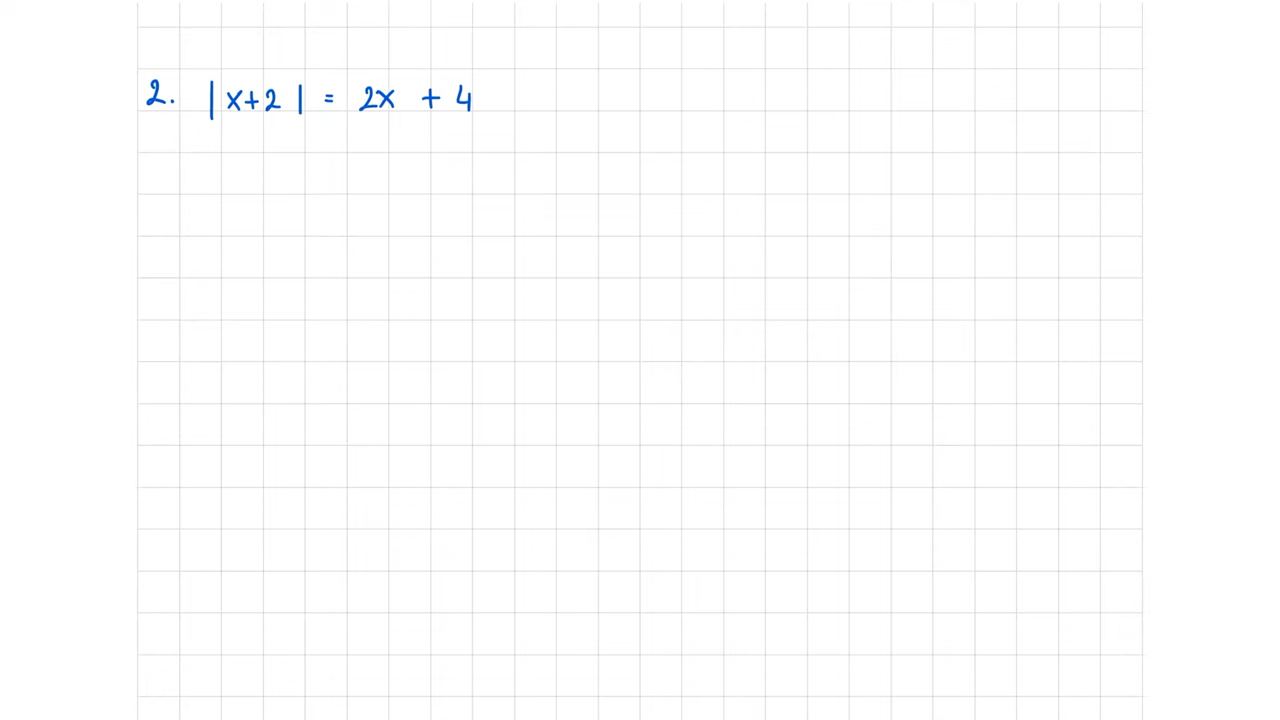 2. |x+2| = 2x + 4